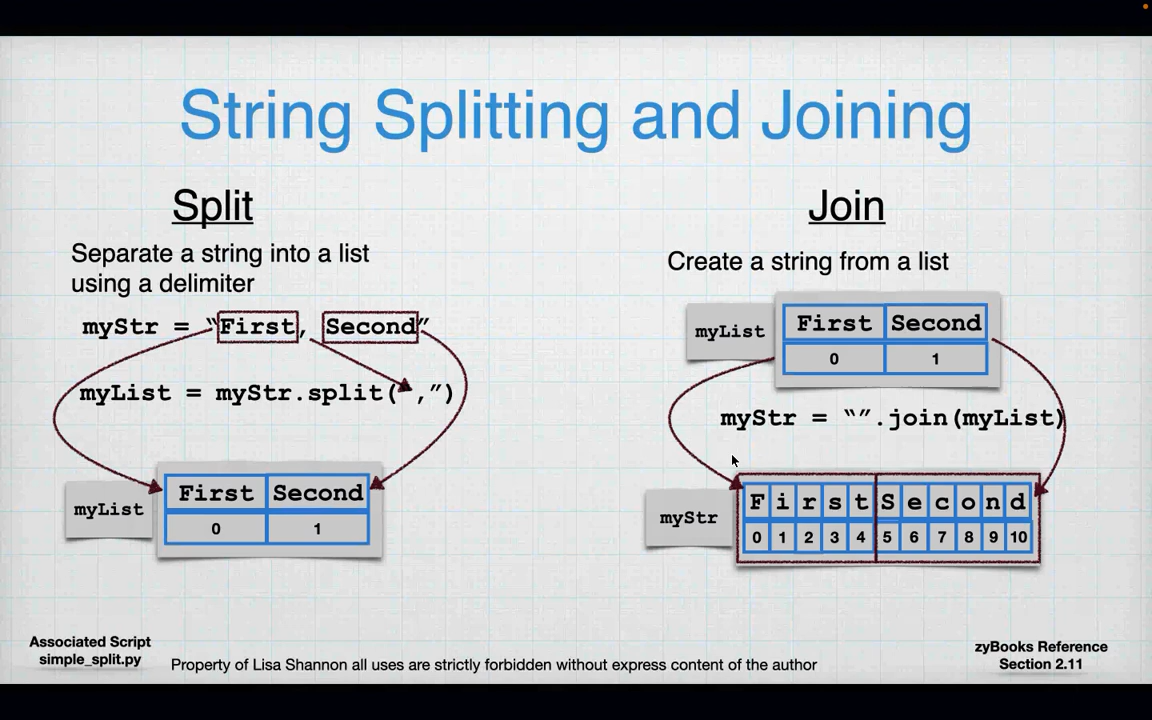 String Splitting and Joining
Split
Separate a string into a list
using a delimiter
myStr = “First, Second”
myList = myStr.split(“,”)
myList
First Second
0 1
Join
Create a string from a list
myList
First Second
0 1
myStr = “”.join(myList)
myStr
F i r s t S e c o n d
0 1 2 3 4 5 6 7 8 9 10
Associated Script
simple_split.py
Property of Lisa Shannon all uses are strictly forbidden without express content of the author
zyBooks Reference
Section 2.11